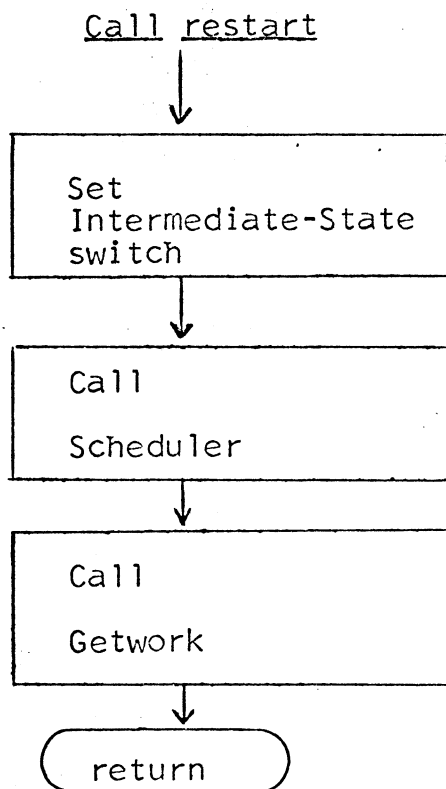 Call restart
Set
Intermediate-State
switch
Call
Scheduler
Call
Getwork
return